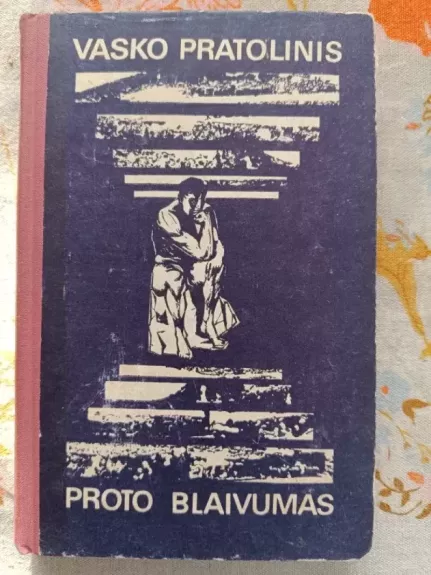 VASKO PRATOLINIS
PROTO BLAIVUMAS